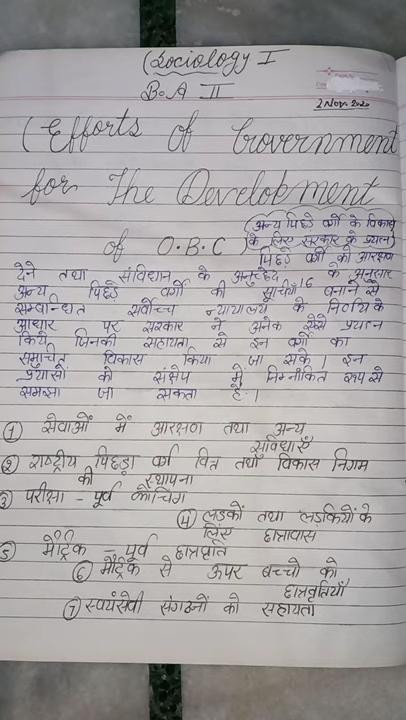 (Sociology I
B.A II
2 Nov. 2020
(Efforts of Government
for The Development
of O.B.C
(अन्य पिछड़े वर्गों के विकास
के लिए सरकार के प्रयत्न)
पिछड़े वर्गों को आरक्षण
देने तथा संविधान के अनुच्छेद 16 के अनुसार
अन्य पिछड़े वर्गों की सूचियाँ बनाने से
सम्बन्धित सर्वोच्च न्यायालय के निर्णय के
आधार पर सरकार ने अनेक ऐसे प्रयत्न
किये जिनकी सहायता से इन वर्गों का
समुचित विकास किया जा सके। इन
प्रयासों को संक्षेप में निम्नांकित रूप से
समझा जा सकता है:।
① सेवाओं में आरक्षण तथा अन्य
सुविधाएँ
② राष्ट्रीय पिछड़ा वर्ग वित्त तथा विकास निगम
की स्थापना
③ परीक्षा - पूर्व कोचिंग
④ लड़कों तथा लड़कियों के
लिए छात्रावास
⑤ मैट्रिक - पूर्व छात्रवृति
⑥ मैट्रिक से ऊपर बच्चो को
छात्रवृत्तियाँ
⑦ स्वयंसेवी संगठनों को सहायता